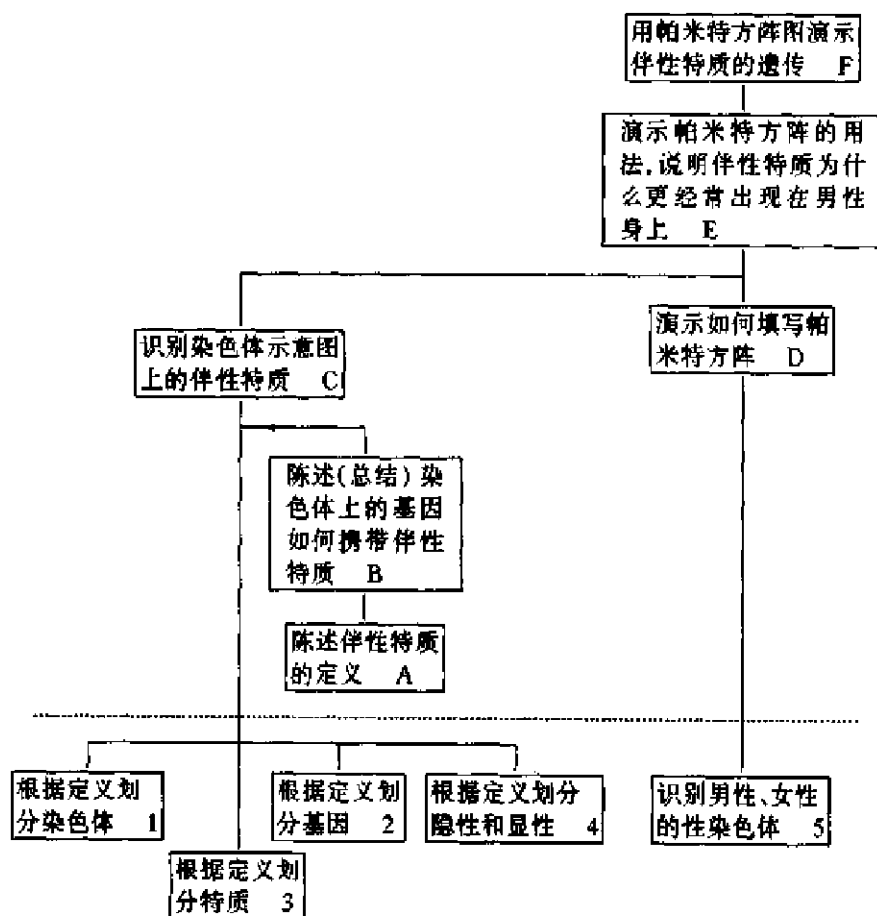 用帕米特方阵图演示
伴性特质的遗传 F
演示帕米特方阵的用
法,说明伴性特质为什
么更经常出现在男性
身上 E
识别染色体示意图
上的伴性特质 C
演示如何填写帕
米特方阵 D
陈述(总结)染
色体上的基因
如何携带伴性
特质 B
陈述伴性特质
的定义 A
根据定义划
分染色体 1
根据定义划
分基因 2
根据定义划分
隐性和显性 4
识别男性、女性
的性染色体 5
根据定义划
分特质 3